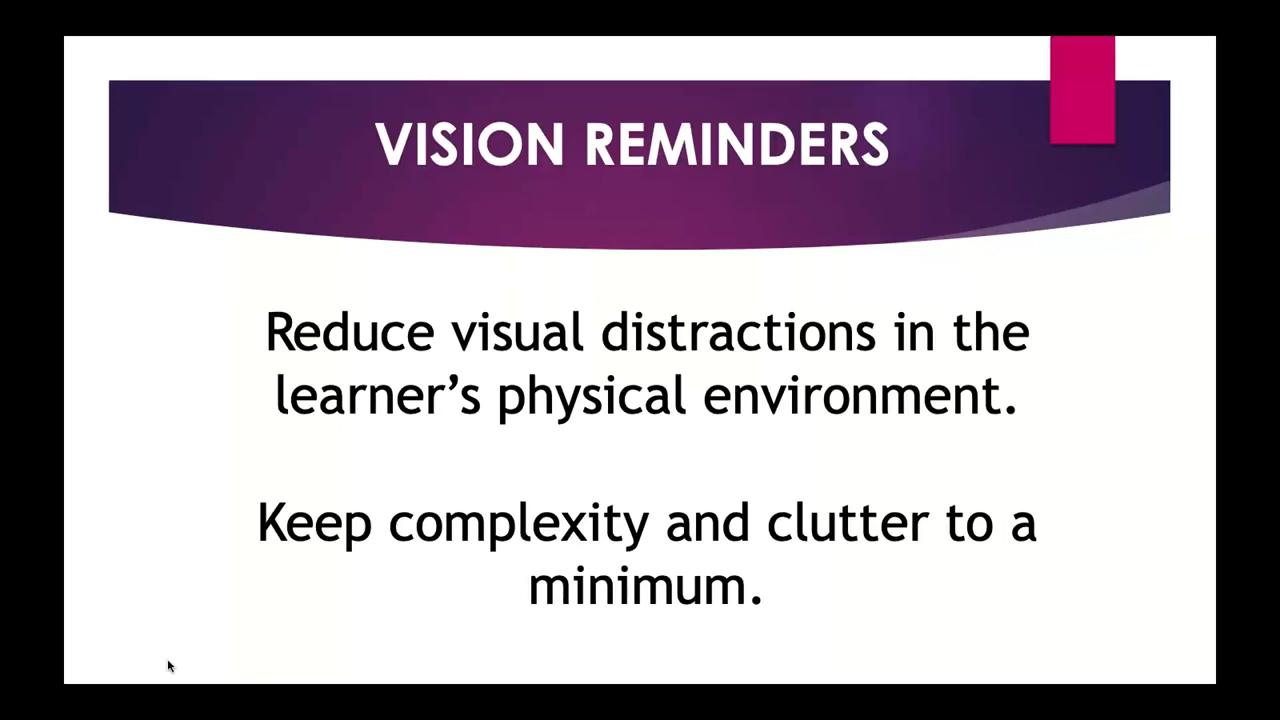 VISION REMINDERS
Reduce visual distractions in the
learner’s physical environment.
Keep complexity and clutter to a
minimum.